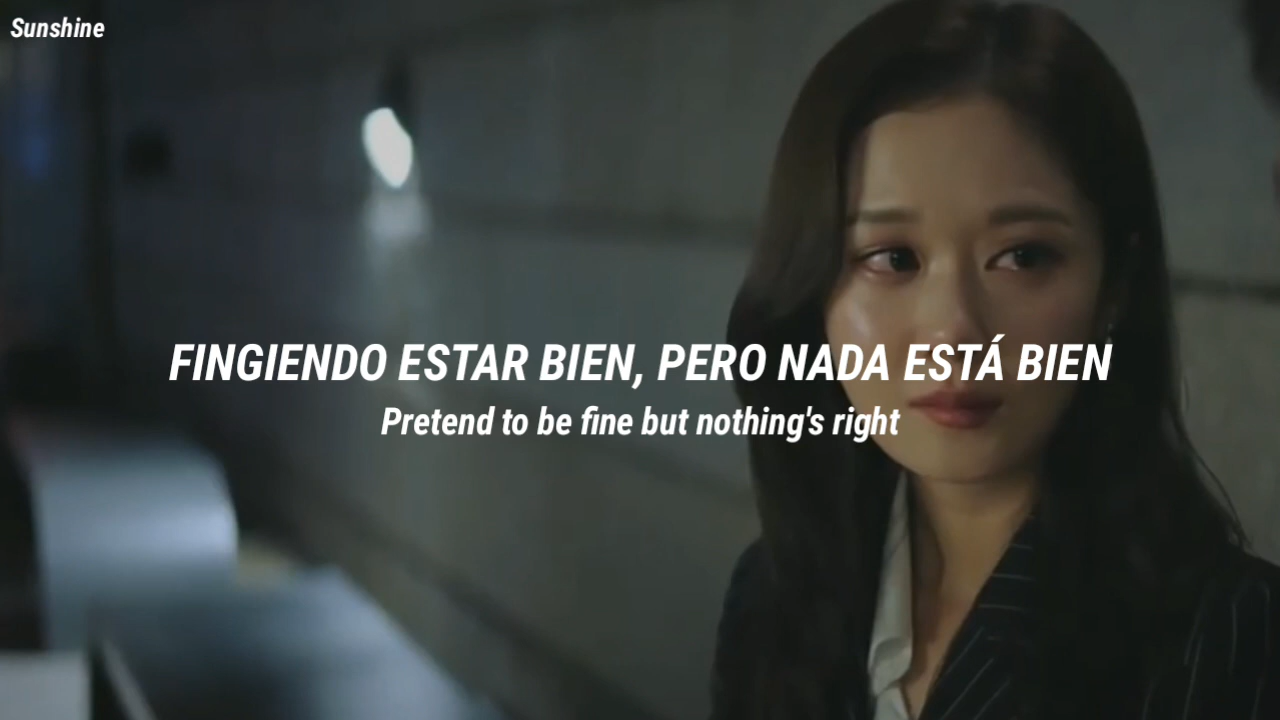 Sunshine
FINGIENDO ESTAR BIEN, PERO NADA ESTÁ BIEN
Pretend to be fine but nothing's right